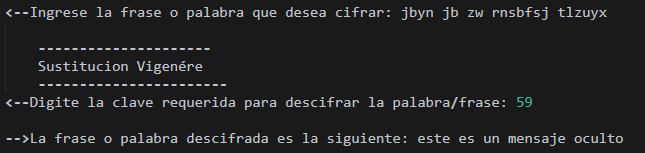 <--Ingrese la frase o palabra que desea cifrar: jbyn jb zw rnsbfsj tlzuyx
---------------------
Sustitucion Vigenére
-----------------------
<--Digite la clave requerida para descifrar la palabra/frase: 59
-->La frase o palabra descifrada es la siguiente: este es un mensaje oculto